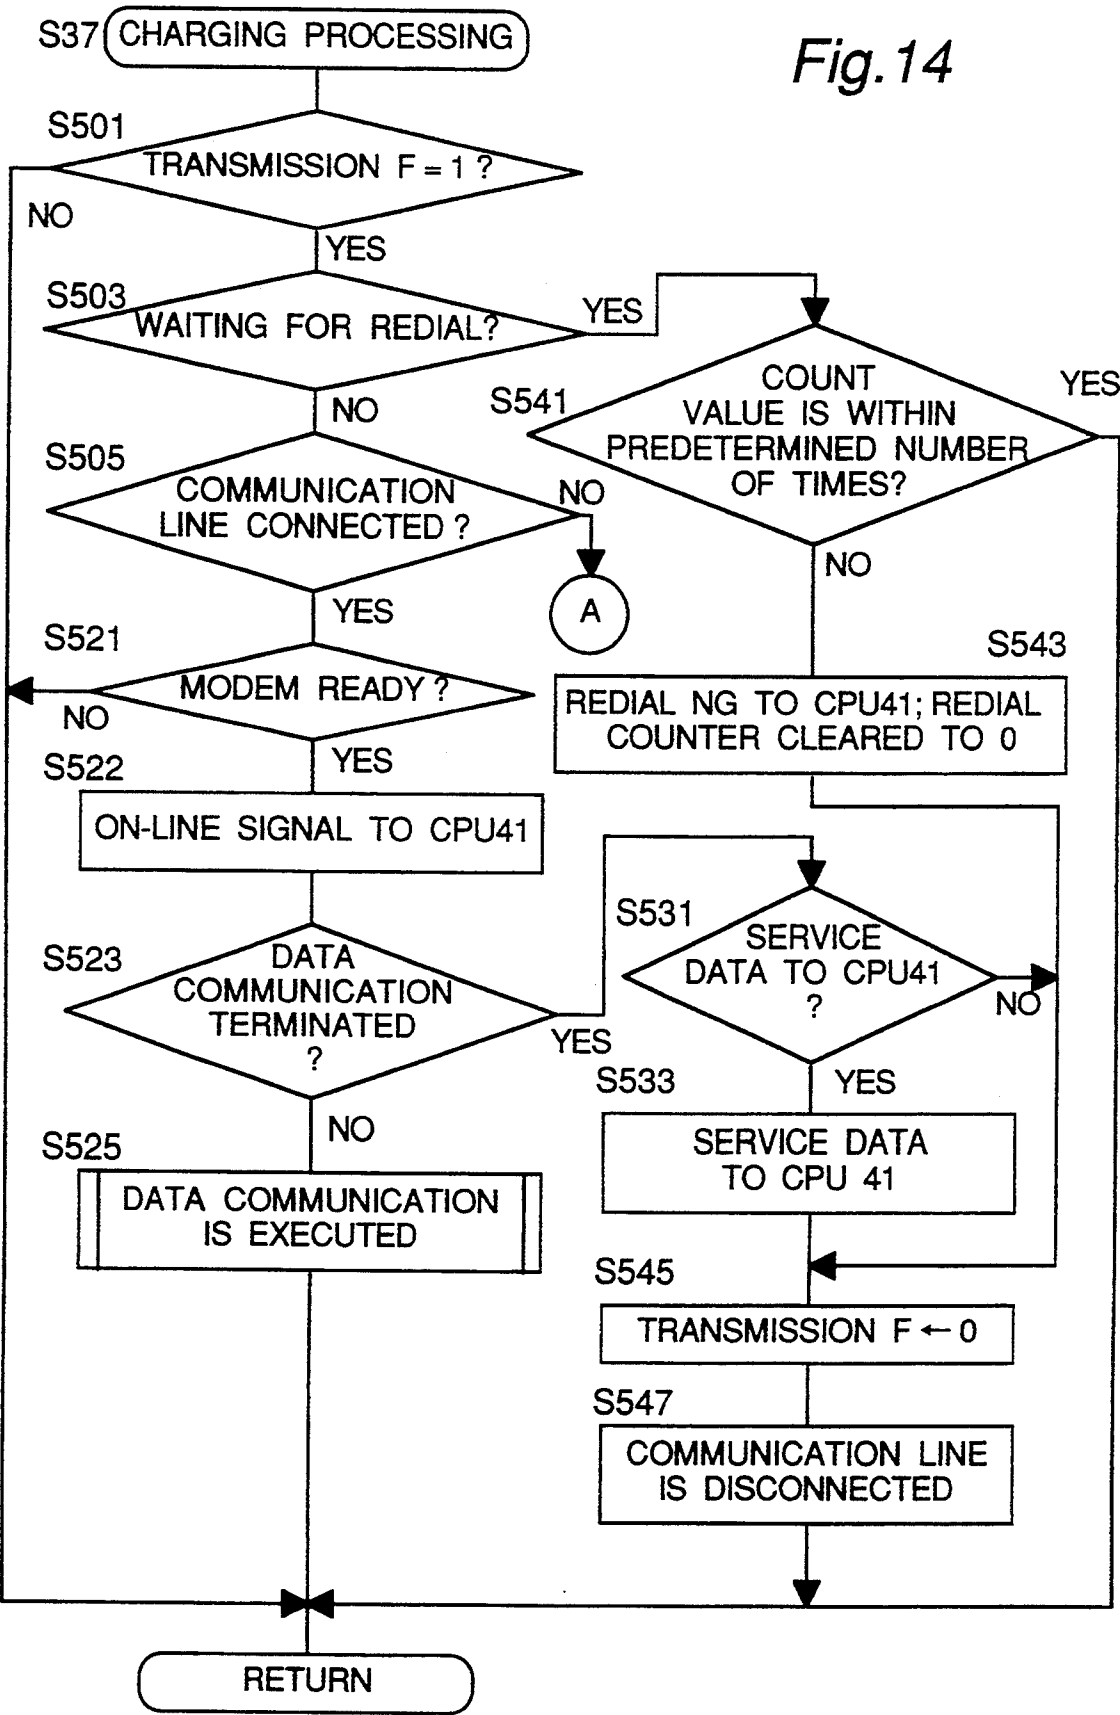 S37 CHARGING PROCESSING
Fig. 14
S501
TRANSMISSION F = 1 ?
NO
YES
S503
WAITING FOR REDIAL?
YES
NO
S541
COUNT
VALUE IS WITHIN
PREDETERMINED NUMBER
OF TIMES?
YES
NO
S505
COMMUNICATION
LINE CONNECTED ?
NO
A
YES
S521
MODEM READY ?
NO
YES
S543
REDIAL NG TO CPU41; REDIAL
COUNTER CLEARED TO 0
S522
ON-LINE SIGNAL TO CPU41
S523
DATA
COMMUNICATION
TERMINATED
?
YES
NO
S531
SERVICE
DATA TO CPU41
?
NO
YES
S533
SERVICE DATA
TO CPU 41
S525
DATA COMMUNICATION
IS EXECUTED
S545
TRANSMISSION F ← 0
S547
COMMUNICATION LINE
IS DISCONNECTED
RETURN